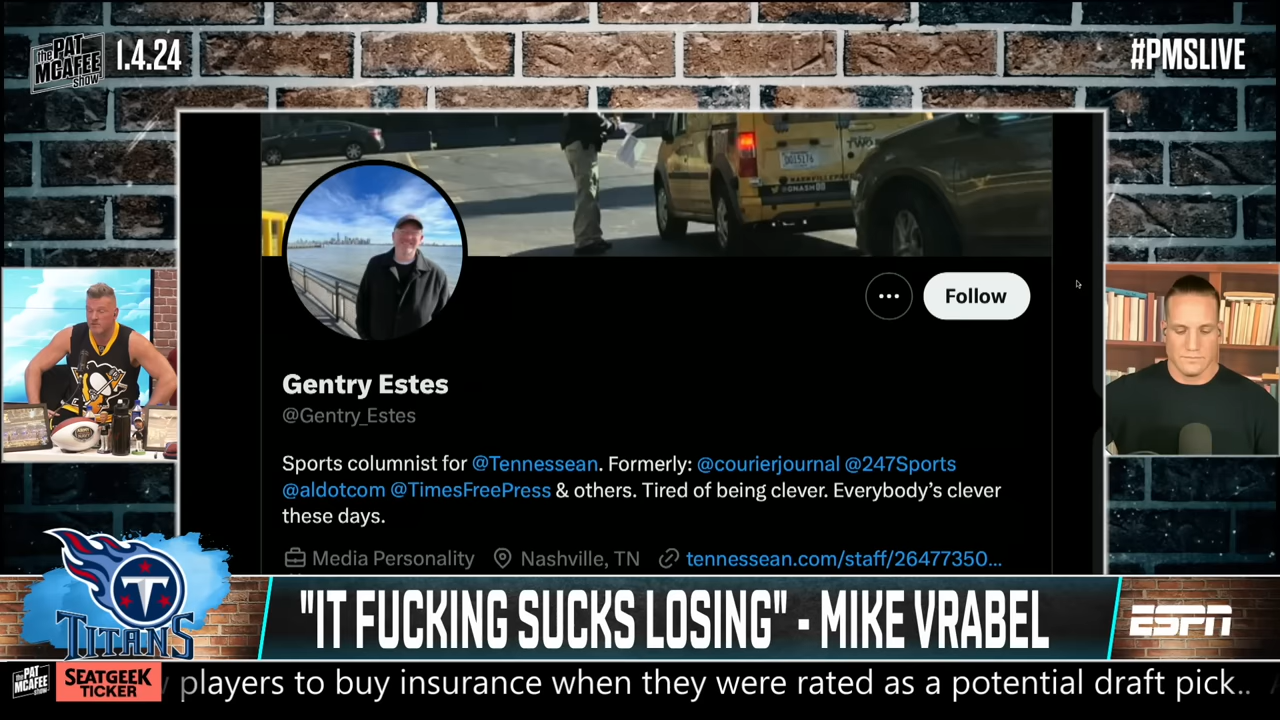 the PAT MCAFEE show
1.4.24
#PMSLIVE
Follow
Gentry Estes
@Gentry_Estes
Sports columnist for @Tennessean. Formerly: @courierjournal @247Sports
@aldotcom @TimesFreePress & others. Tired of being clever. Everybody's clever
these days.
Media Personality Nashville, TN tennessean.com/staff/26477350...
T
TITANS
"IT FUCKING SUCKS LOSING" - MIKE VRABEL
ESPN
the PAT MCAFEE show
SEATGEEK
TICKER
players to buy insurance when they were rated as a potential draft pick..